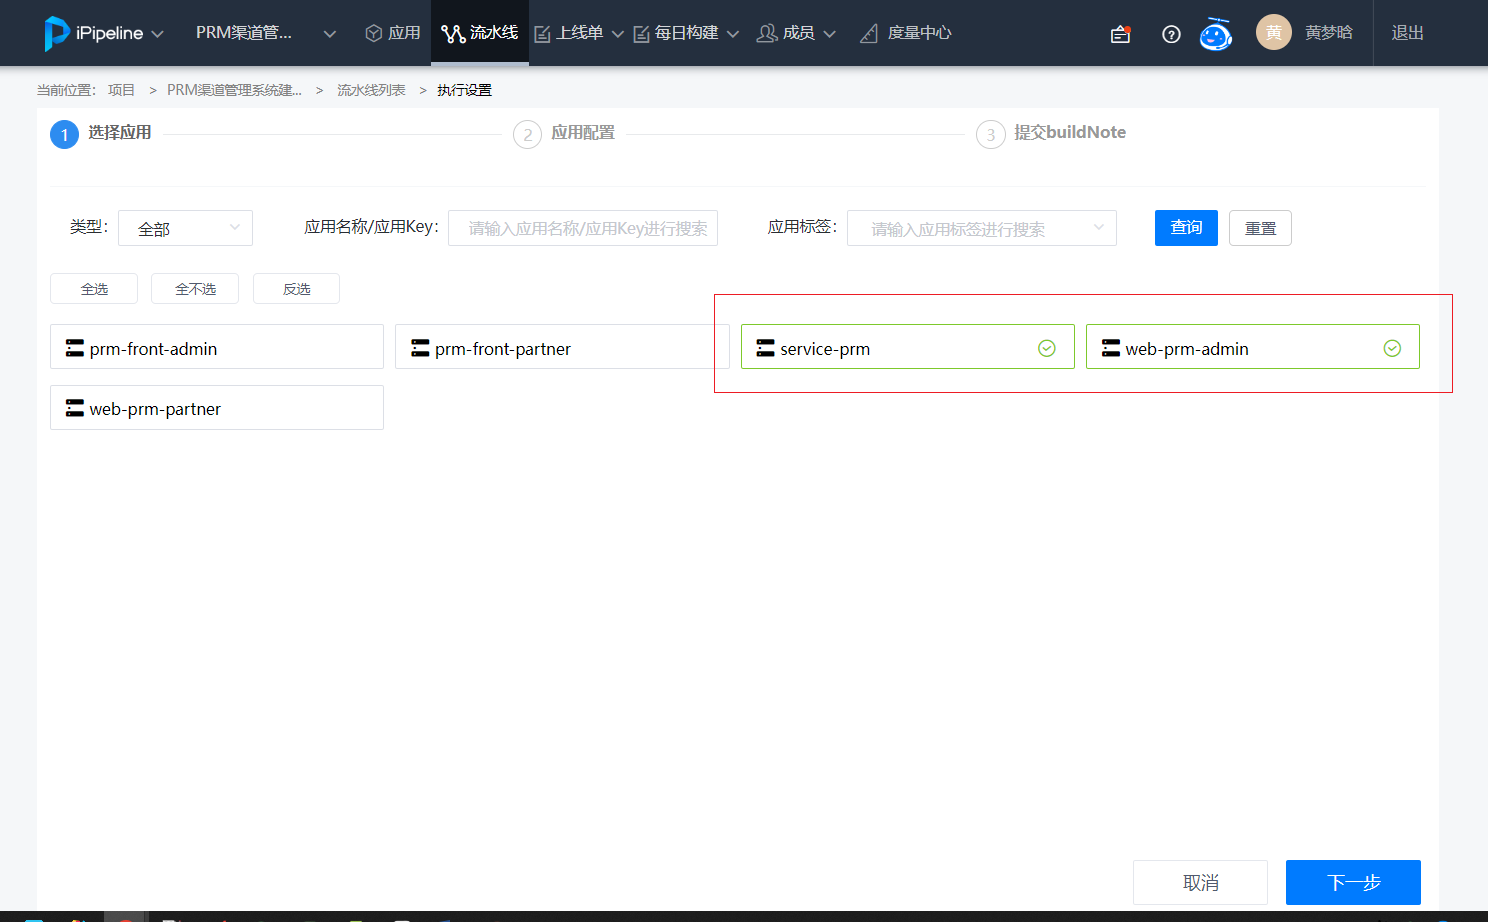 iPipeline PRM渠道管... 应用 流水线 上线单 每日构建 成员 度量中心 黄 黄梦晗 退出
当前位置： 项目 > PRM渠道管理系统建... > 流水线列表 > 执行设置
1 选择应用 2 应用配置 3 提交buildNote
类型： 全部 应用名称/应用Key： 请输入应用名称/应用Key进行搜索 应用标签： 请输入应用标签进行搜索 查询 重置
全选 全不选 反选
prm-front-admin prm-front-partner service-prm web-prm-admin
web-prm-partner
取消 下一步